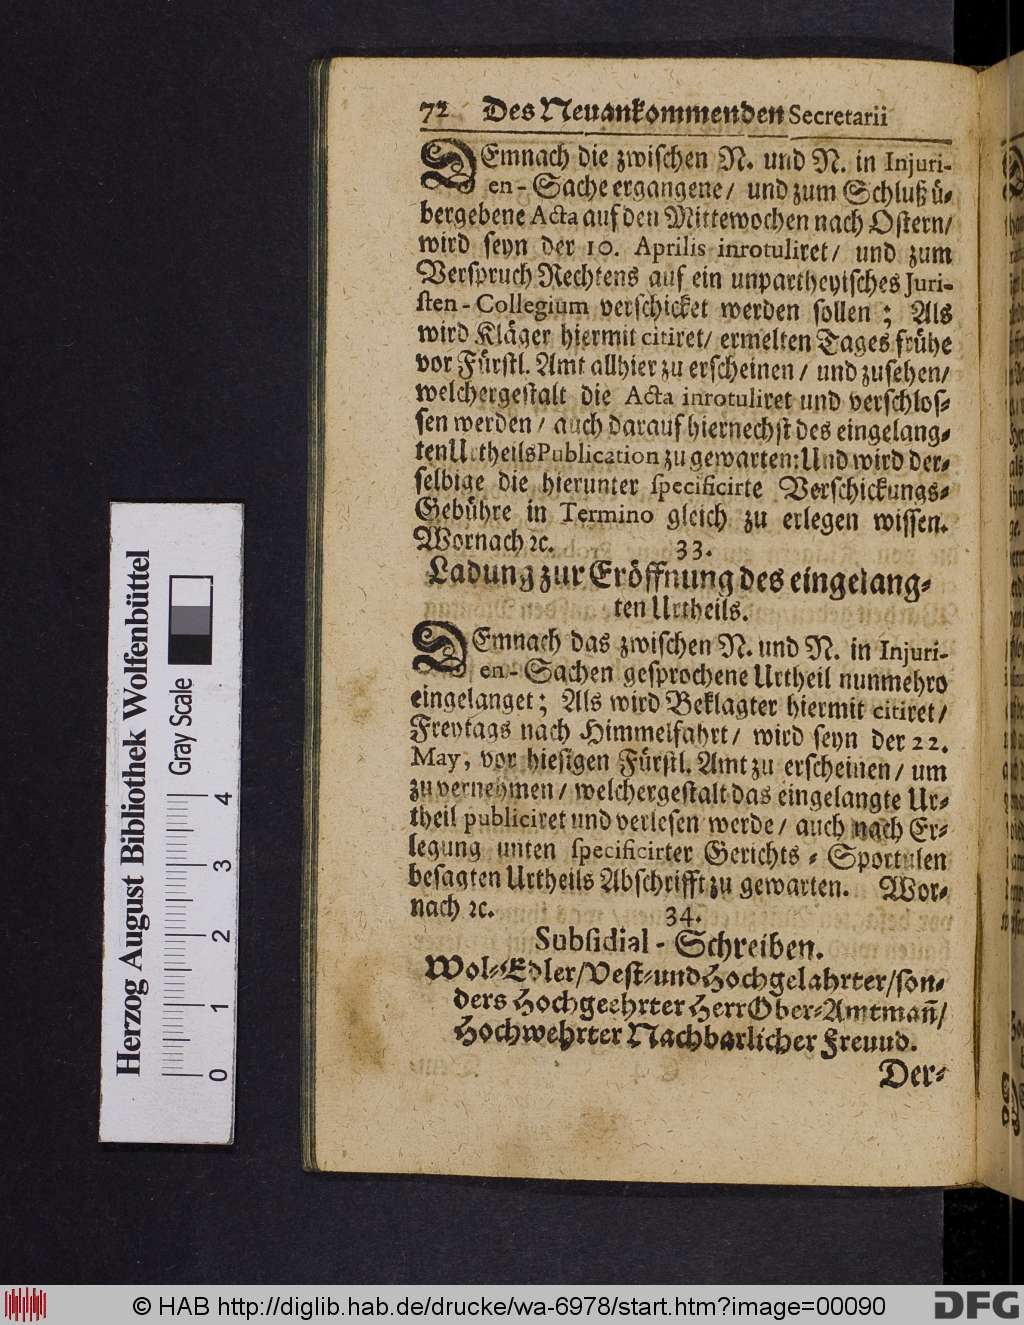 72 Des Neuankommenden Secretarii
DEmnach die zwischen N. und N. in Injuri-
en-Sache ergangene/ und zum Schluß ü-
bergebene Acta auf den Mittewochen nach Ostern/
wird seyn der 10. Aprilis inrotuliret/ und zum
Verspruch Rechtens auf ein unpartheyisches Juri-
sten-Collegium verschicket werden sollen; Als
wird Kläger hiermit citiret/ ermelten Tages frühe
vor Fürstl. Amt allhier zu erscheinen/ und zusehen/
welchergestalt die Acta inrotuliret und verschlos-
sen werden/ auch darauf hiernechst des eingelang-
ten Urtheils Publication zu gewarten: Und wird der-
selbige die hierunter specificirte Verschickungs-
Gebühre in Termino gleich zu erlegen wissen.
Wornach ꝛc.
33.
Ladung zur Eröffnung des eingelang-
ten Urtheils.
DEmnach das zwischen N. und N. in Injuri-
en-Sachen gesprochene Urtheil nunmehro
eingelanget; Als wird Beklagter hiermit citiret/
Freytags nach Himmelfahrt/ wird seyn der 22.
May, vor hiesigen Fürstl. Amt zu erscheinen/ um
zu vernehmen/ welchergestalt das eingelangte Ur-
theil publiciret und verlesen werde/ auch nach Er-
legung unten specificirter Gerichts-Sportulen
besagten Urtheils Abschrifft zu gewarten. Wor-
nach ꝛc.
34.
Subsidial-Schreiben.
Wol-Edler/Vest-und Hochgelahrter/son-
ders Hochgeehrter Herr Ober-Amtmañ/
Hochwehrter Nachbarlicher Freund.
Der-
Herzog August Bibliothek Wolfenbüttel
Gray Scale
0 1 2 3 4
© HAB http://diglib.hab.de/drucke/wa-6978/start.htm?image=00090
DFG